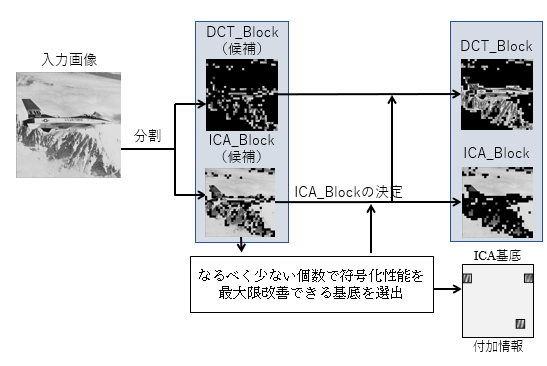 入力画像
分割
DCT_Block
（候補）
ICA_Block
（候補）
ICA_Blockの決定
DCT_Block
ICA_Block
なるべく少ない個数で符号化性能を
最大限改善できる基底を選出
ICA基底
付加情報